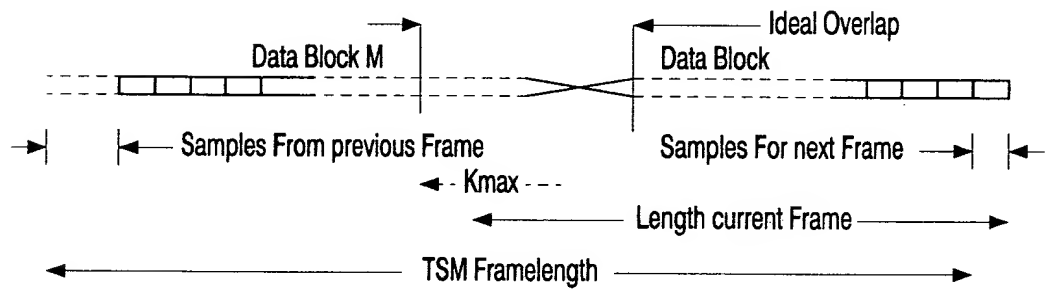 Ideal Overlap
Data Block M
Data Block
Samples From previous Frame
Samples For next Frame
Kmax
Length current Frame
TSM Framelength